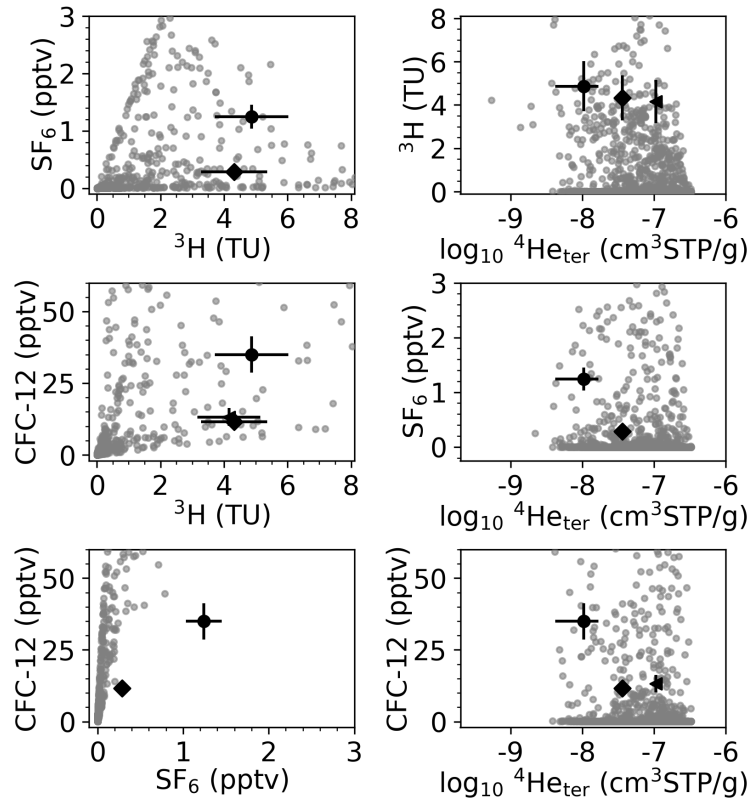 3
2
1
0
SF6 (pptv)
0 2 4 6 8
3H (TU)
8
6
4
2
0
3H (TU)
-9 -8 -7 -6
log10 4Heter (cm3STP/g)
50
25
0
CFC-12 (pptv)
0 2 4 6 8
3H (TU)
3
2
1
0
SF6 (pptv)
-9 -8 -7 -6
log10 4Heter (cm3STP/g)
50
25
0
CFC-12 (pptv)
0 1 2 3
SF6 (pptv)
50
25
0
CFC-12 (pptv)
-9 -8 -7 -6
log10 4Heter (cm3STP/g)